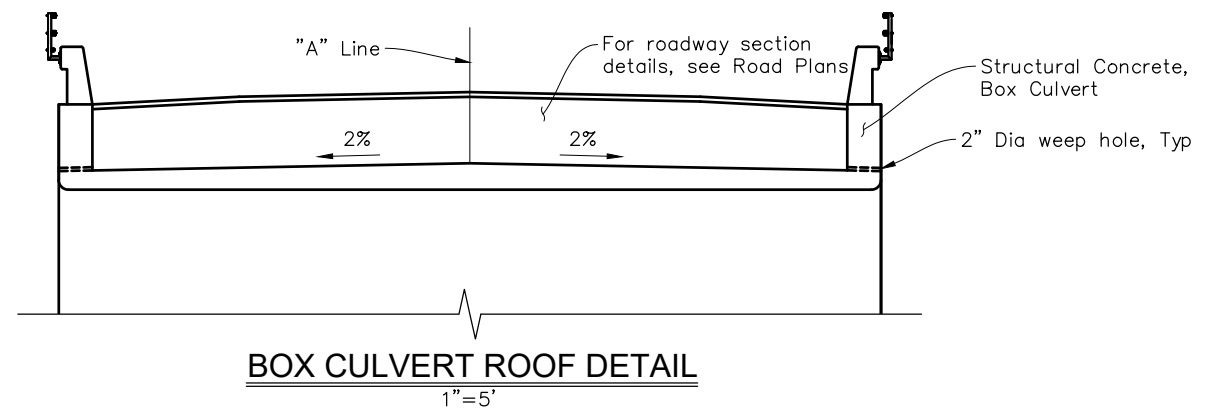 "A" Line
For roadway section
details, see Road Plans
Structural Concrete,
Box Culvert
2" Dia weep hole, Typ
2%
2%
BOX CULVERT ROOF DETAIL
1"=5'